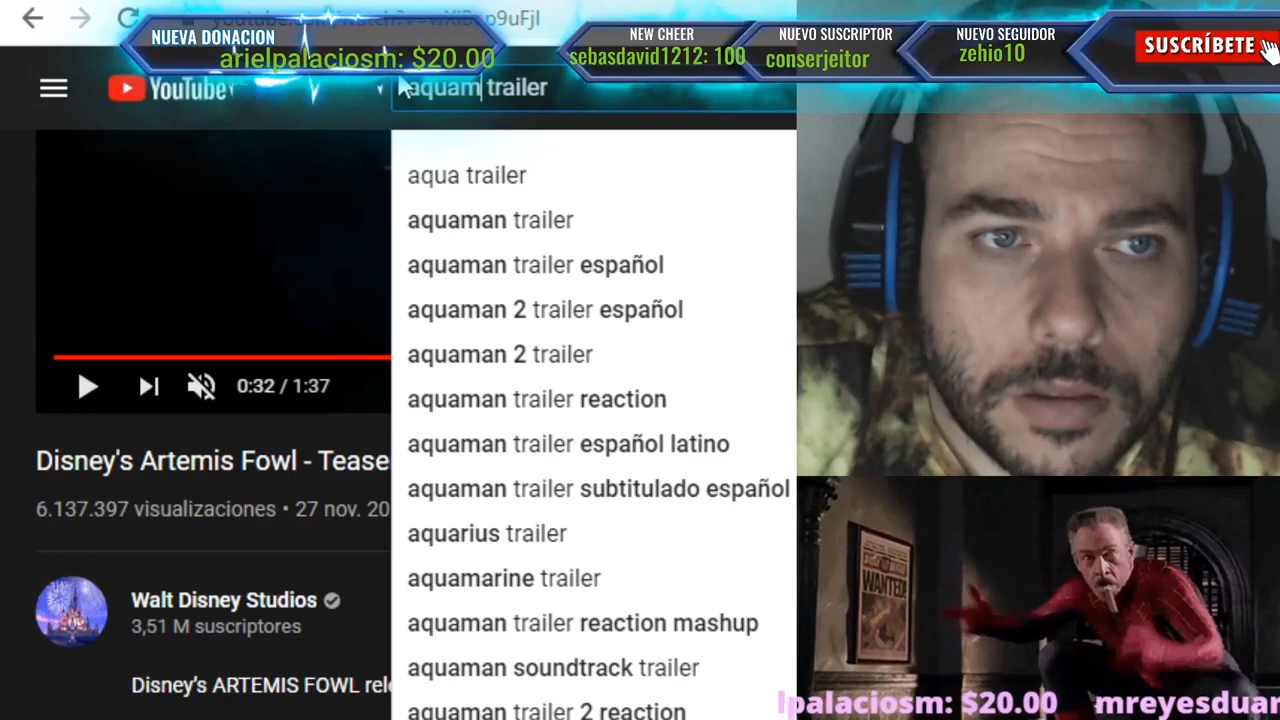 NUEVA DONACION
arielpalaciosm: $20.00
NEW CHEER
sebasdavid1212: 100
NUEVO SUSCRIPTOR
conserjeitor
NUEVO SEGUIDOR
zehio10
SUSCRÍBETE
YouTube
aquam trailer
aqua trailer
aquaman trailer
aquaman trailer español
aquaman 2 trailer español
aquaman 2 trailer
aquaman trailer reaction
aquaman trailer español latino
aquaman trailer subtitulado español
aquarius trailer
aquamarine trailer
aquaman trailer reaction mashup
aquaman soundtrack trailer
aquaman trailer 2 reaction
0:32 / 1:37
Disney's Artemis Fowl - Tease
6.137.397 visualizaciones • 27 nov. 20
Walt Disney Studios
3,51 M suscriptores
Disney's ARTEMIS FOWL rel
WANTED!
lpalaciosm: $20.00 mreyesduar